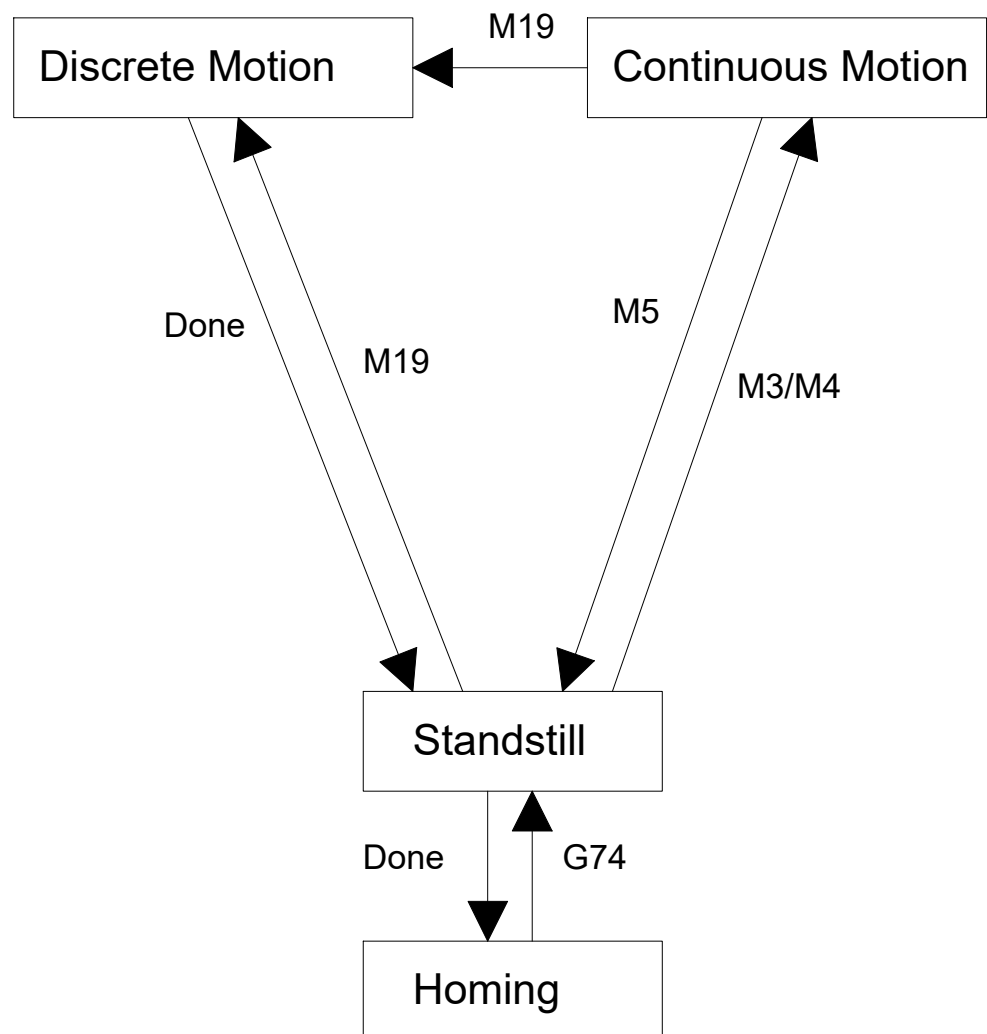 M19
Discrete Motion
Continuous Motion
M5
Done
M19
M3/M4
Standstill
Done
G74
Homing